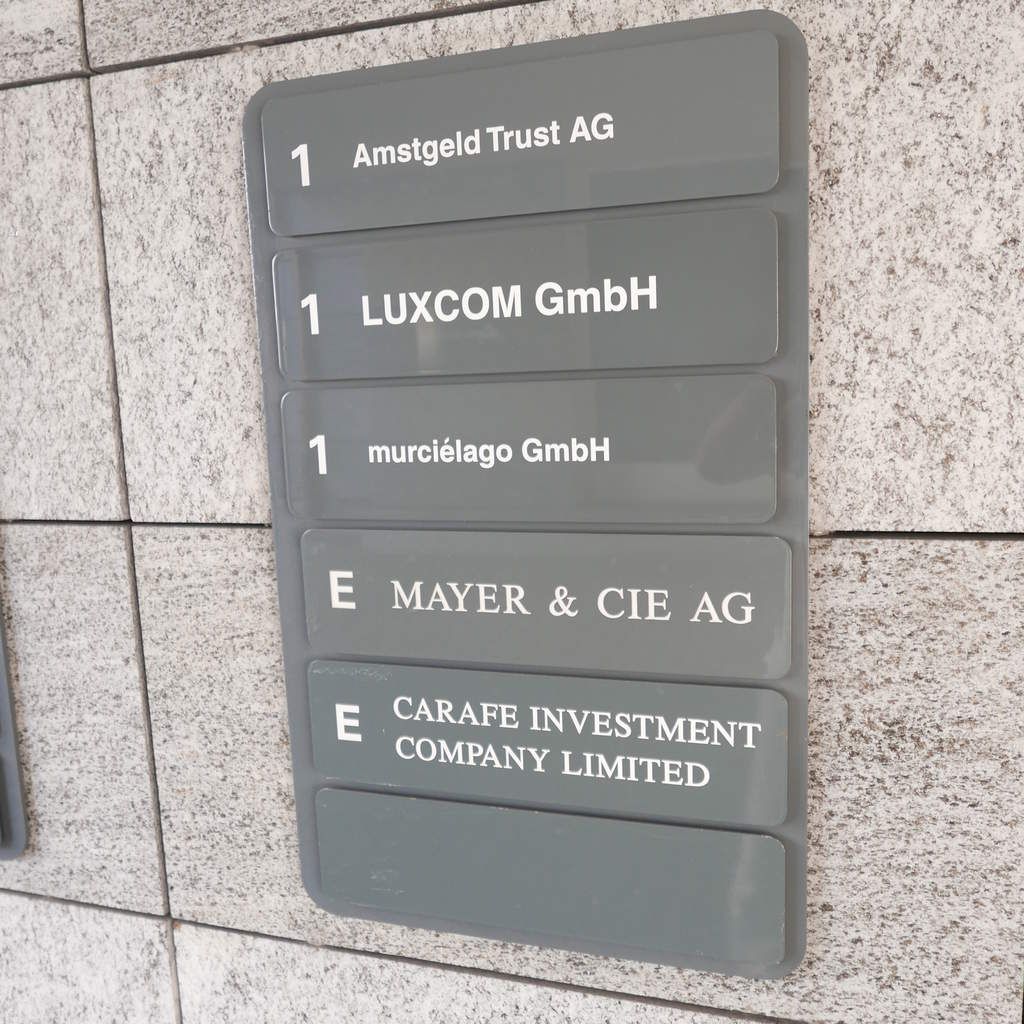 1 Amstgeld Trust AG
1 LUXCOM GmbH
1 murciélago GmbH
E MAYER & CIE AG
E CARAFE INVESTMENT
COMPANY LIMITED